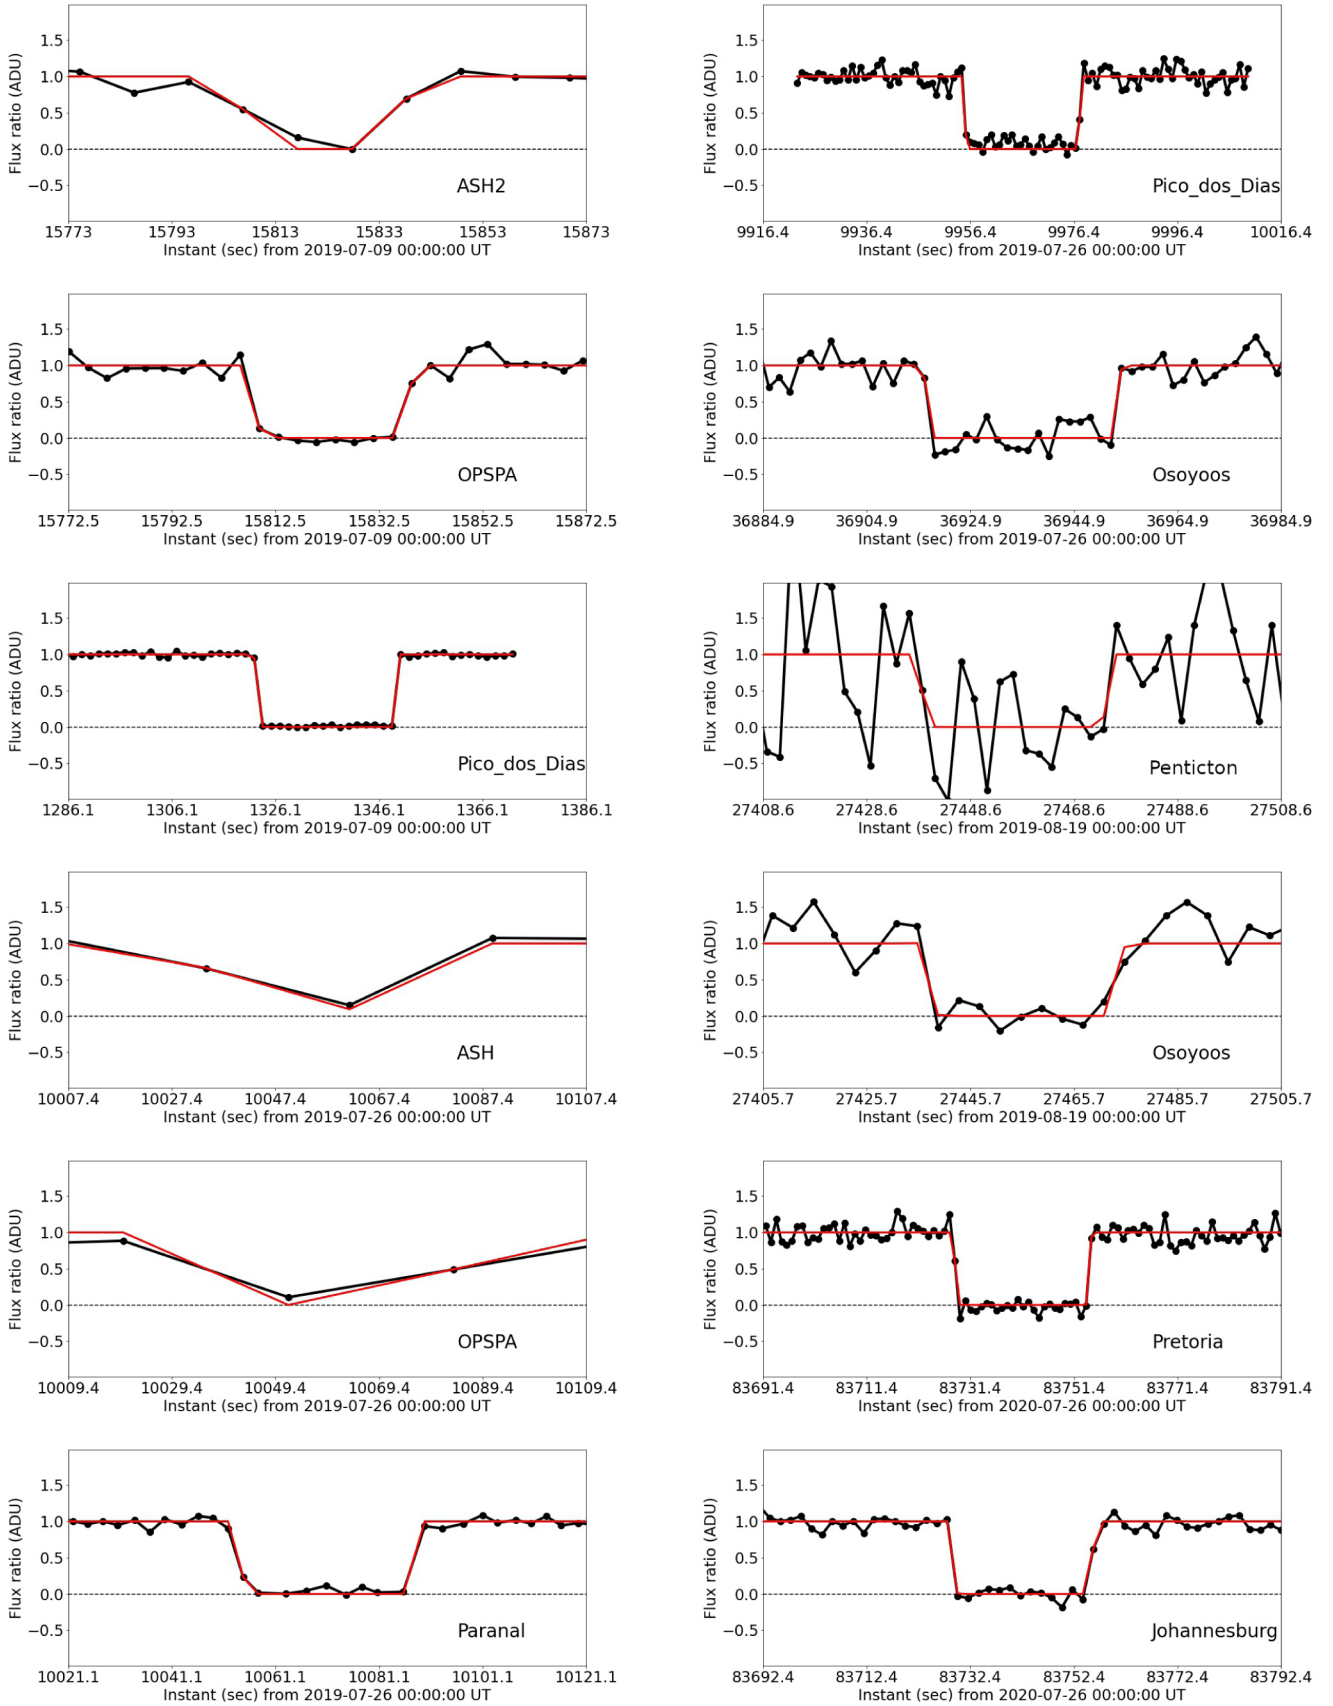 1.5
1.0
0.5
0.0
−0.5
Flux ratio (ADU)
ASH2
15773 15793 15813 15833 15853 15873
Instant (sec) from 2019-07-09 00:00:00 UT
1.5
1.0
0.5
0.0
−0.5
Flux ratio (ADU)
Pico_dos_Dias
9916.4 9936.4 9956.4 9976.4 9996.4 10016.4
Instant (sec) from 2019-07-26 00:00:00 UT
1.5
1.0
0.5
0.0
−0.5
Flux ratio (ADU)
OPSPA
15772.5 15792.5 15812.5 15832.5 15852.5 15872.5
Instant (sec) from 2019-07-09 00:00:00 UT
1.5
1.0
0.5
0.0
−0.5
Flux ratio (ADU)
Osoyoos
36884.9 36904.9 36924.9 36944.9 36964.9 36984.9
Instant (sec) from 2019-07-26 00:00:00 UT
1.5
1.0
0.5
0.0
−0.5
Flux ratio (ADU)
Pico_dos_Dias
1286.1 1306.1 1326.1 1346.1 1366.1 1386.1
Instant (sec) from 2019-07-09 00:00:00 UT
1.5
1.0
0.5
0.0
−0.5
Flux ratio (ADU)
Penticton
27408.6 27428.6 27448.6 27468.6 27488.6 27508.6
Instant (sec) from 2019-08-19 00:00:00 UT
1.5
1.0
0.5
0.0
−0.5
Flux ratio (ADU)
ASH
10007.4 10027.4 10047.4 10067.4 10087.4 10107.4
Instant (sec) from 2019-07-26 00:00:00 UT
1.5
1.0
0.5
0.0
−0.5
Flux ratio (ADU)
Osoyoos
27405.7 27425.7 27445.7 27465.7 27485.7 27505.7
Instant (sec) from 2019-08-19 00:00:00 UT
1.5
1.0
0.5
0.0
−0.5
Flux ratio (ADU)
OPSPA
10009.4 10029.4 10049.4 10069.4 10089.4 10109.4
Instant (sec) from 2019-07-26 00:00:00 UT
1.5
1.0
0.5
0.0
−0.5
Flux ratio (ADU)
Pretoria
83691.4 83711.4 83731.4 83751.4 83771.4 83791.4
Instant (sec) from 2020-07-26 00:00:00 UT
1.5
1.0
0.5
0.0
−0.5
Flux ratio (ADU)
Paranal
10021.1 10041.1 10061.1 10081.1 10101.1 10121.1
Instant (sec) from 2019-07-26 00:00:00 UT
1.5
1.0
0.5
0.0
−0.5
Flux ratio (ADU)
Johannesburg
83692.4 83712.4 83732.4 83752.4 83772.4 83792.4
Instant (sec) from 2020-07-26 00:00:00 UT